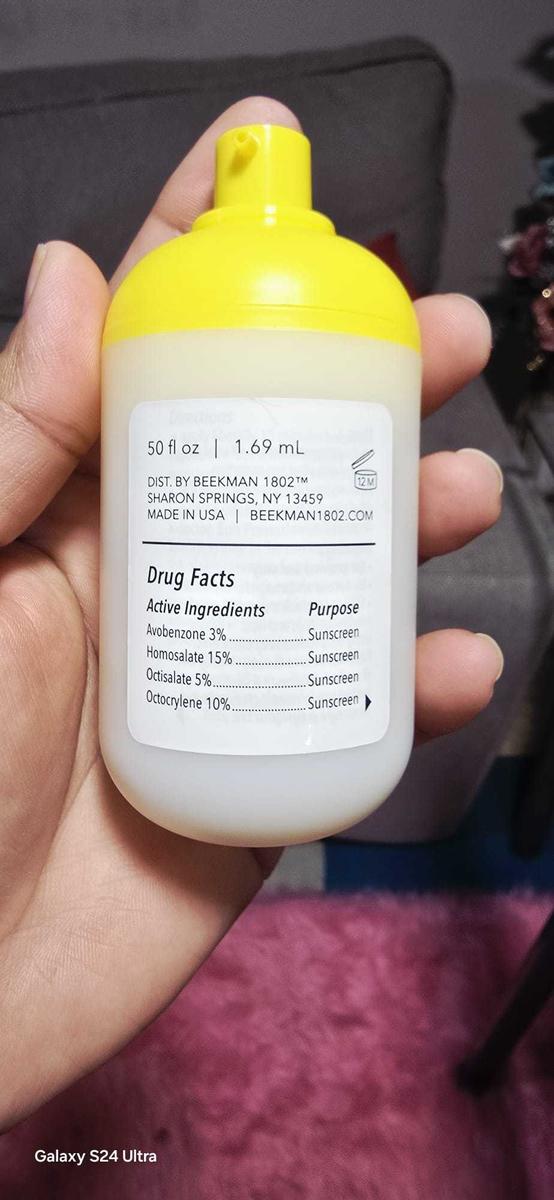 50 fl oz | 1.69 mL
12 M
DIST. BY BEEKMAN 1802™
SHARON SPRINGS, NY 13459
MADE IN USA | BEEKMAN1802.COM
Drug Facts
Active Ingredients Purpose
Avobenzone 3%........................Sunscreen
Homosalate 15%......................Sunscreen
Octisalate 5%...........................Sunscreen
Octocrylene 10%......................Sunscreen
Galaxy S24 Ultra